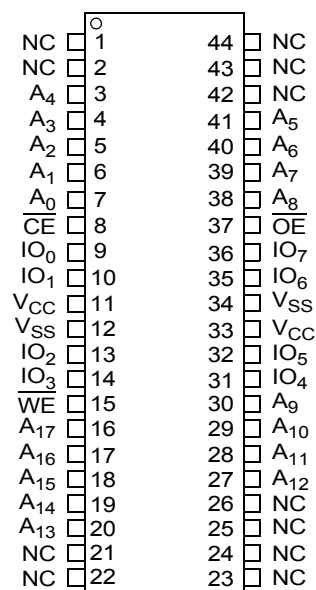 NC 1 44 NC
NC 2 43 NC
A4 3 42 NC
A3 4 41 A5
A2 5 40 A6
A1 6 39 A7
A0 7 38 A8
C̅E̅ 8 37 O̅E̅
IO0 9 36 IO7
IO1 10 35 IO6
VCC 11 34 VSS
VSS 12 33 VCC
IO2 13 32 IO5
IO3 14 31 IO4
W̅E̅ 15 30 A9
A17 16 29 A10
A16 17 28 A11
A15 18 27 A12
A14 19 26 NC
A13 20 25 NC
NC 21 24 NC
NC 22 23 NC